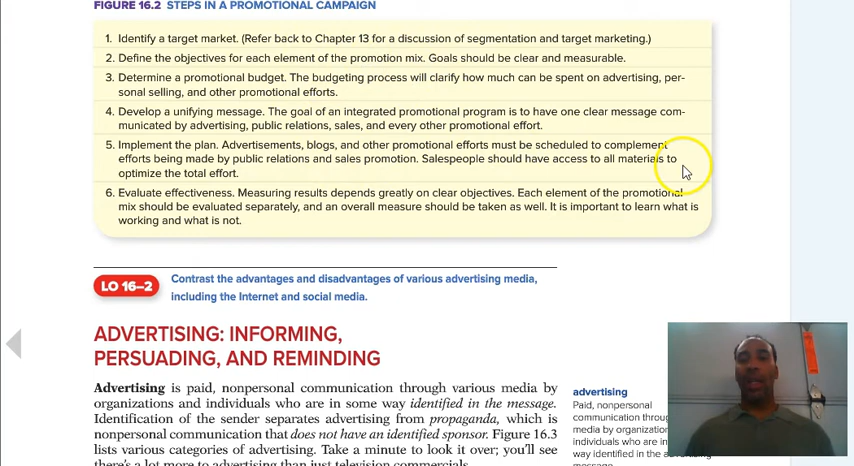 FIGURE 16.2 STEPS IN A PROMOTIONAL CAMPAIGN
1. Identify a target market. (Refer back to Chapter 13 for a discussion of segmentation and target marketing.)
2. Define the objectives for each element of the promotion mix. Goals should be clear and measurable.
3. Determine a promotional budget. The budgeting process will clarify how much can be spent on advertising, per-
sonal selling, and other promotional efforts.
4. Develop a unifying message. The goal of an integrated promotional program is to have one clear message com-
municated by advertising, public relations, sales, and every other promotional effort.
5. Implement the plan. Advertisements, blogs, and other promotional efforts must be scheduled to complement
efforts being made by public relations and sales promotion. Salespeople should have access to all materials to
optimize the total effort.
6. Evaluate effectiveness. Measuring results depends greatly on clear objectives. Each element of the promotional
mix should be evaluated separately, and an overall measure should be taken as well. It is important to learn what is
working and what is not.
LO 16–2
Contrast the advantages and disadvantages of various advertising media,
including the Internet and social media.
ADVERTISING: INFORMING,
PERSUADING, AND REMINDING
Advertising is paid, nonpersonal communication through various media by
organizations and individuals who are in some way identified in the message.
Identification of the sender separates advertising from propaganda, which is
nonpersonal communication that does not have an identified sponsor. Figure 16.3
lists various categories of advertising. Take a minute to look it over; you'll see
there's a lot more to advertising than just television commercials.
advertising
Paid, nonpersonal
communication through
media by organization
individuals who are in
way identified in the advertising
message.